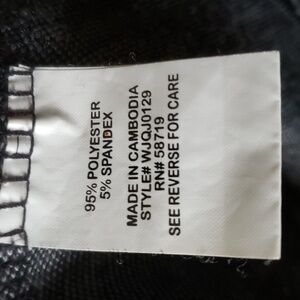 95% POLYESTER
5% SPANDEX
MADE IN CAMBODIA
STYLE# WJQJ0129
RN# 58719
SEE REVERSE FOR CARE